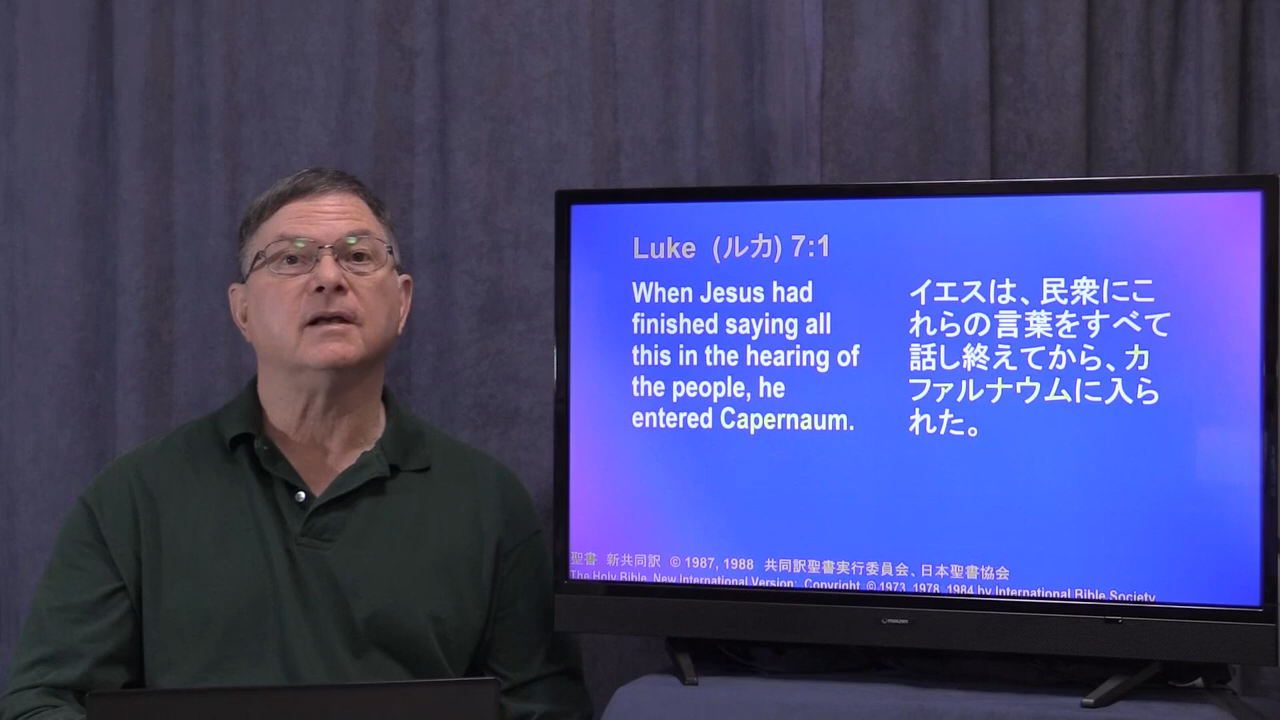 Luke (ルカ) 7:1
When Jesus had
finished saying all
this in the hearing of
the people, he
entered Capernaum.
イエスは、民衆にこ
れらの言葉をすべて
話し終えてから、カ
ファルナウムに入ら
れた。
聖書 新共同訳 © 1987, 1988 共同訳聖書実行委員会、日本聖書協会
The Holy Bible, New International Version: Copyright © 1973, 1978, 1984 by International Bible Society